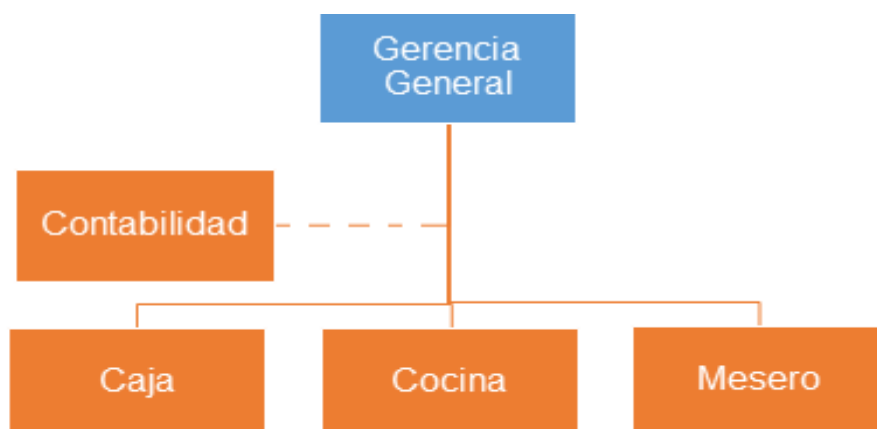 Gerencia
General
Contabilidad
Caja
Cocina
Mesero